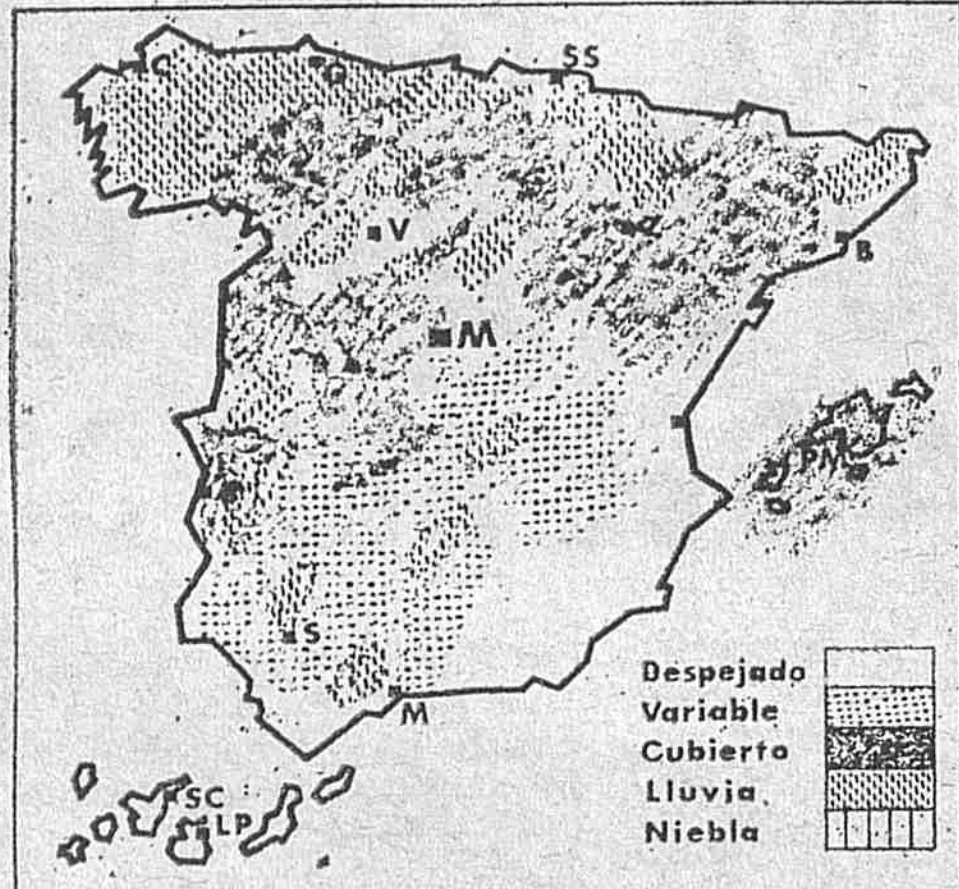 C
G
SS
V
B
M
PM
S
M
SC
LP
Despejado
Variable
Cubierto
Lluvia
Niebla